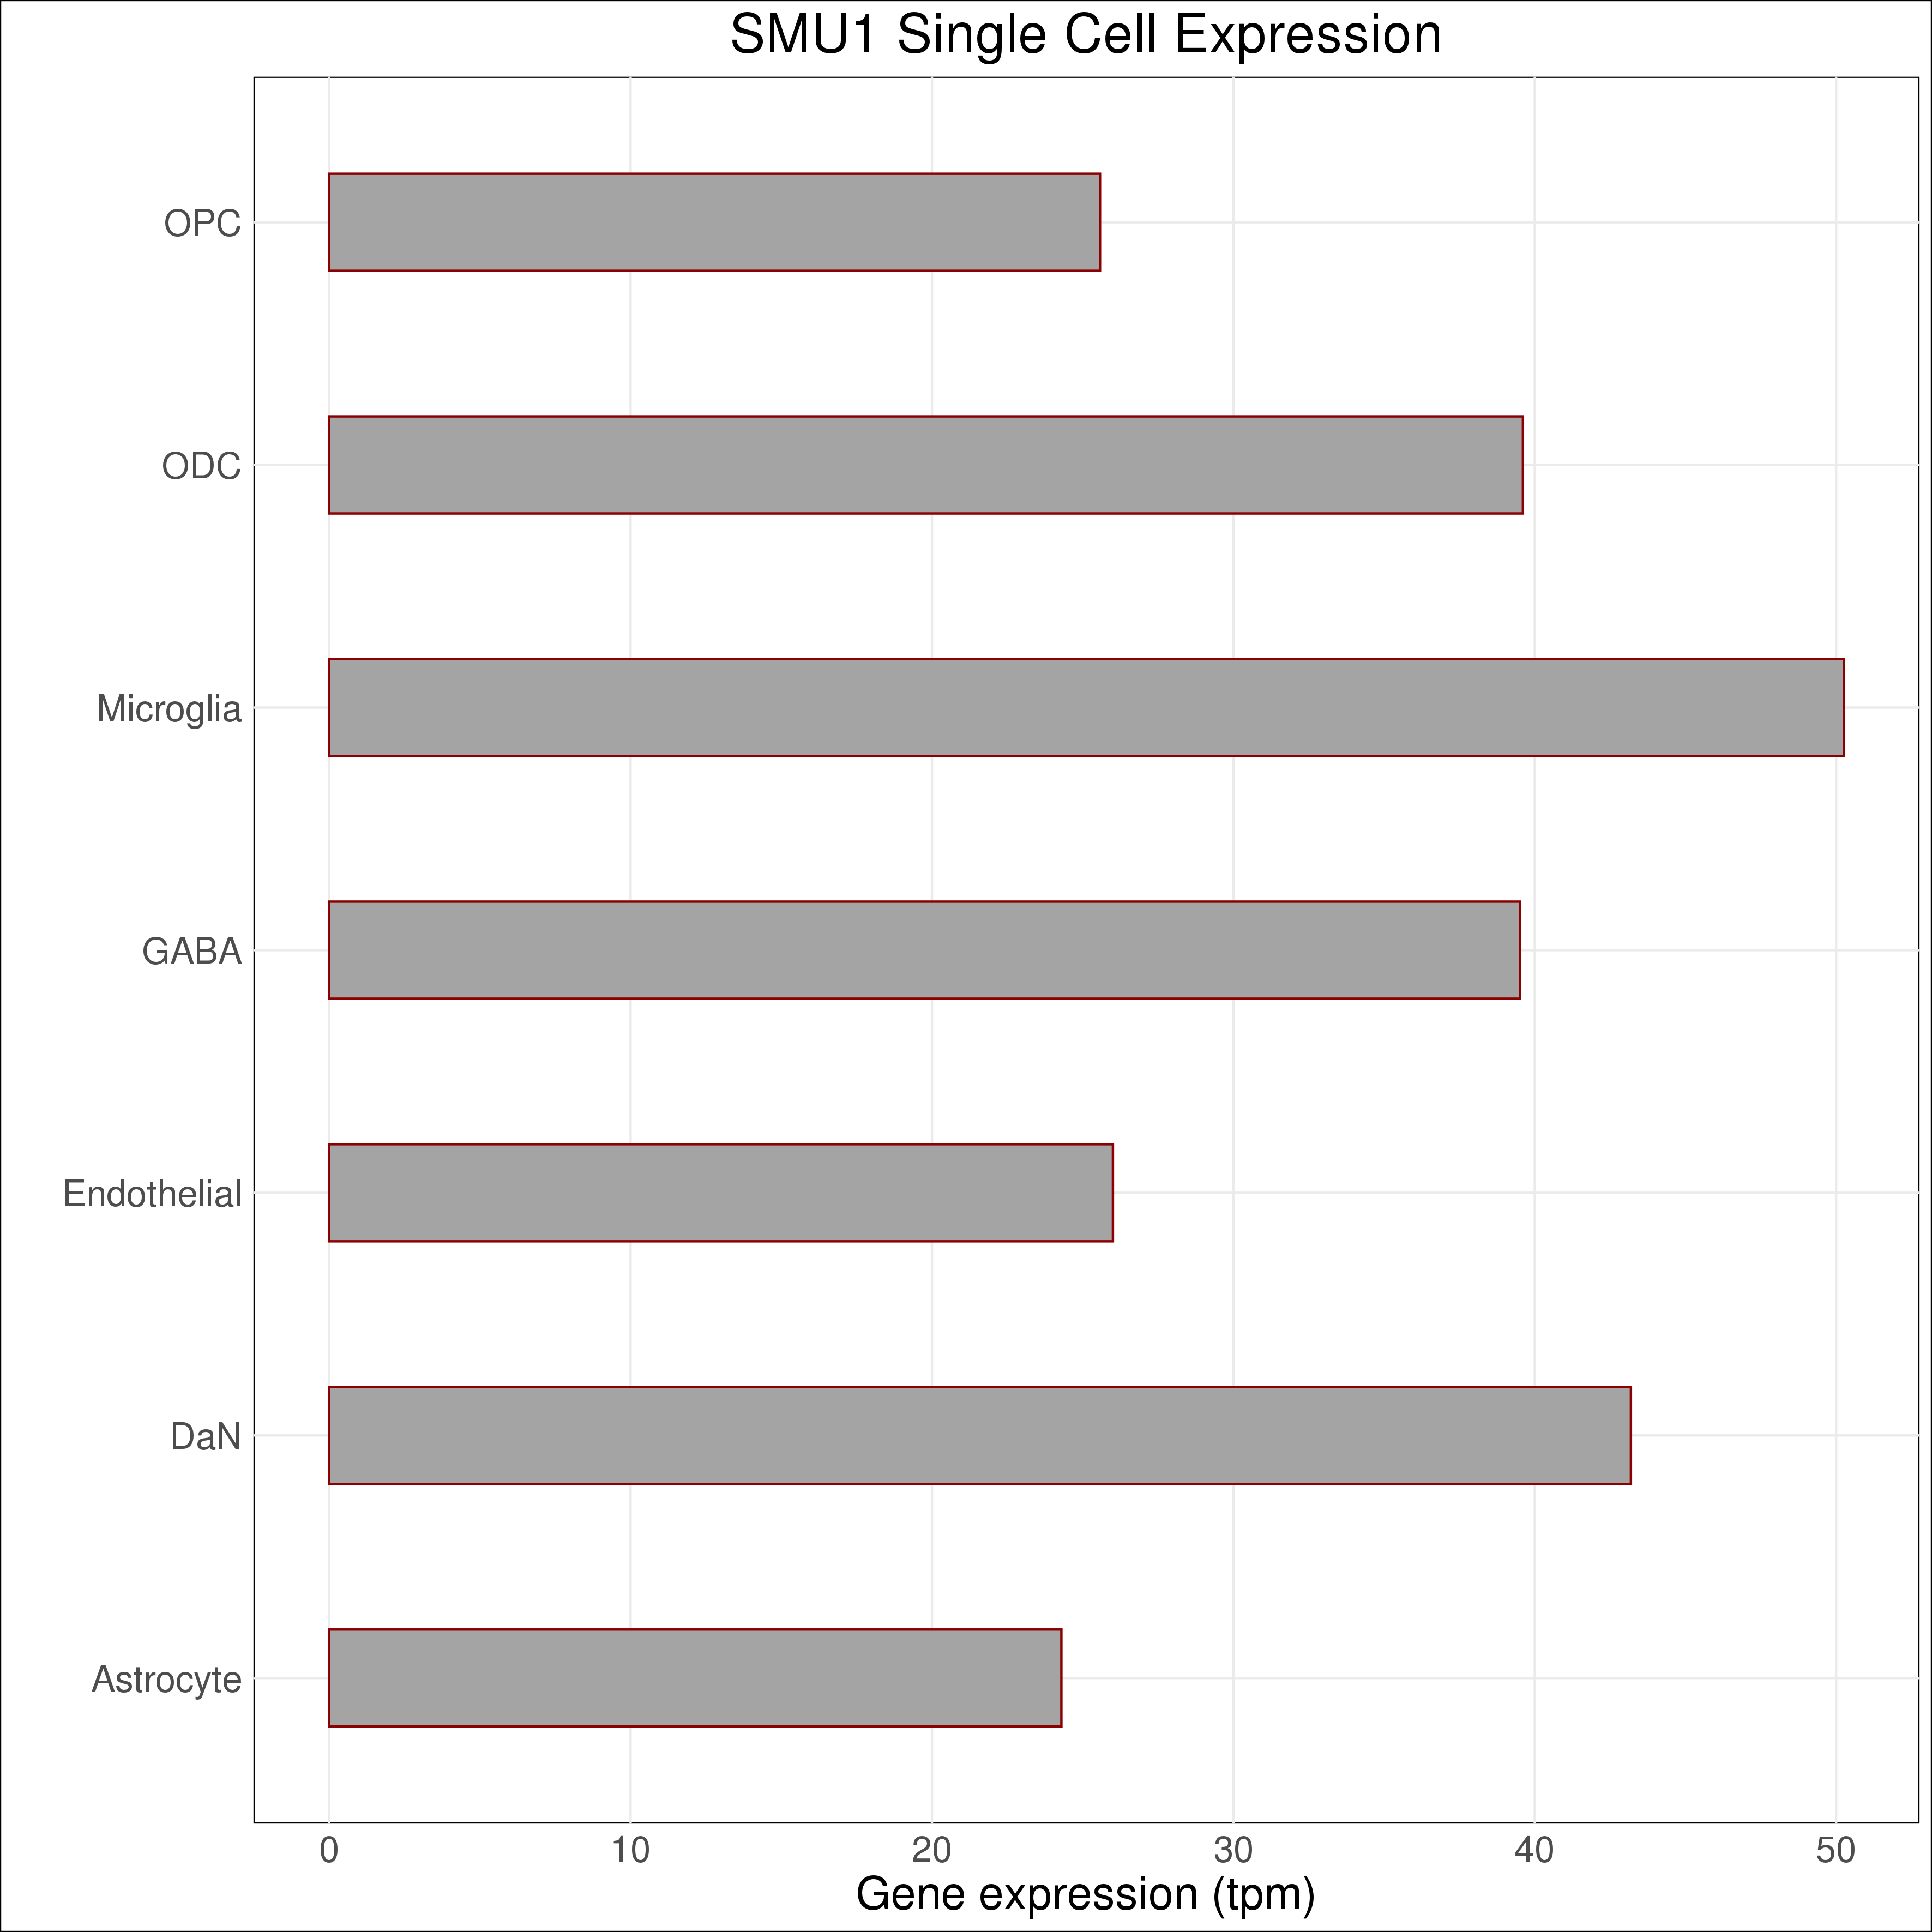 SMU1 Single Cell Expression
OPC
ODC
Microglia
GABA
Endothelial
DaN
Astrocyte
0 10 20 30 40 50
Gene expression (tpm)